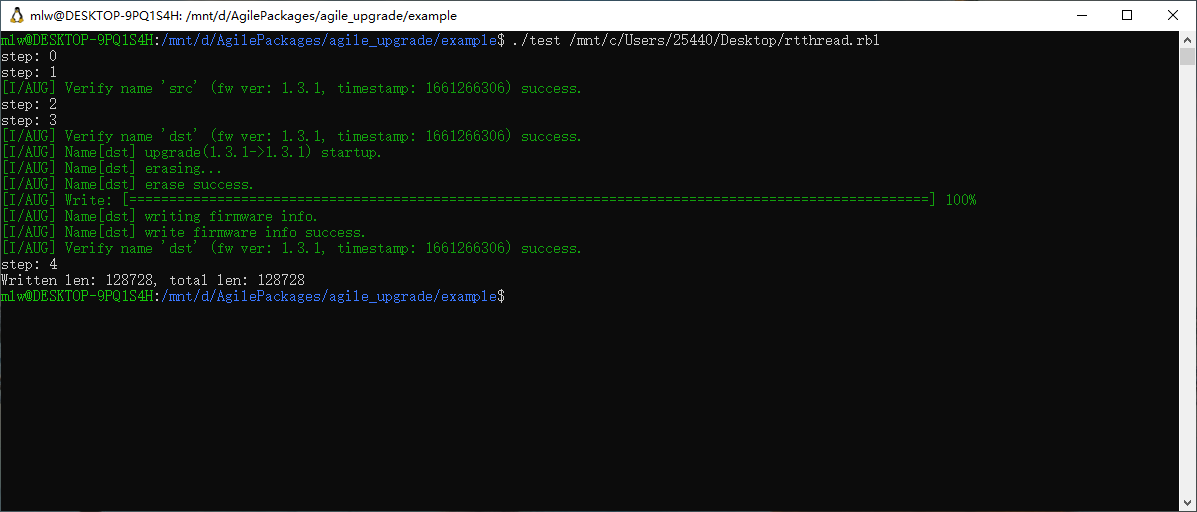 mlw@DESKTOP-9PQ1S4H: /mnt/d/AgilePackages/agile_upgrade/example
mlw@DESKTOP-9PQ1S4H:/mnt/d/AgilePackages/agile_upgrade/example$ ./test /mnt/c/Users/25440/Desktop/rtthread.rbl
step: 0
step: 1
[I/AUG] Verify name 'src' (fw ver: 1.3.1, timestamp: 1661266306) success.
step: 2
step: 3
[I/AUG] Verify name 'dst' (fw ver: 1.3.1, timestamp: 1661266306) success.
[I/AUG] Name[dst] upgrade(1.3.1->1.3.1) startup.
[I/AUG] Name[dst] erasing...
[I/AUG] Name[dst] erase success.
[I/AUG] Write: [====================================================================================================] 100%
[I/AUG] Name[dst] writing firmware info.
[I/AUG] Name[dst] write firmware info success.
[I/AUG] Verify name 'dst' (fw ver: 1.3.1, timestamp: 1661266306) success.
step: 4
Written len: 128728, total len: 128728
mlw@DESKTOP-9PQ1S4H:/mnt/d/AgilePackages/agile_upgrade/example$